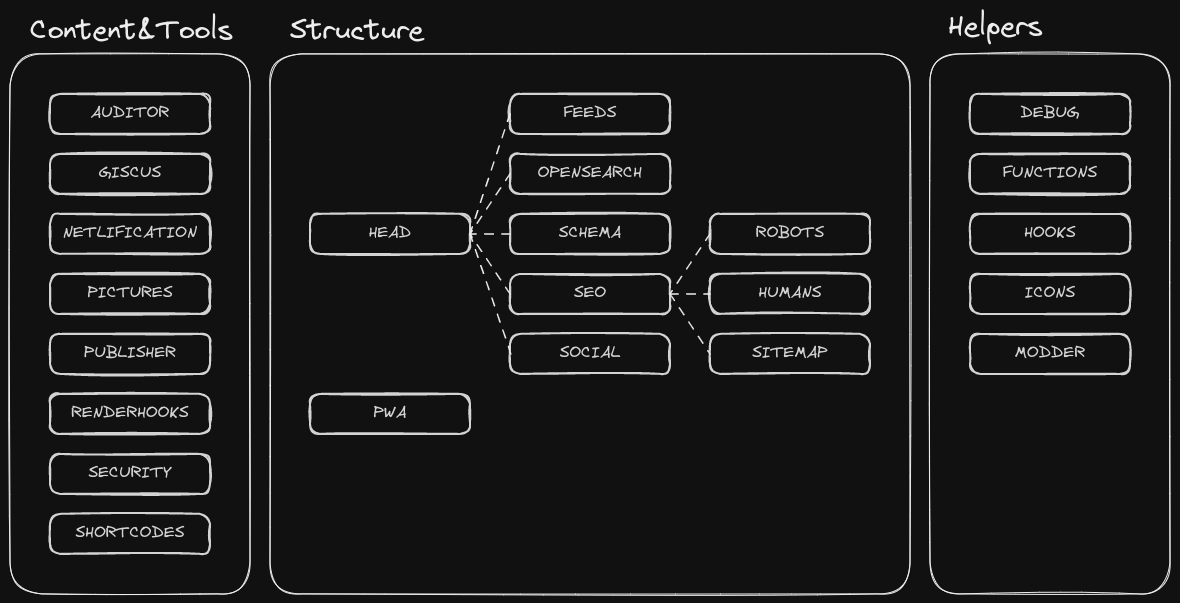 Content&Tools
AUDITOR
GISCUS
NETLIFICATION
PICTURES
PUBLISHER
RENDERHOOKS
SECURITY
SHORTCODES
Structure
HEAD
PWA
FEEDS
OPENSEARCH
SCHEMA
SEO
SOCIAL
ROBOTS
HUMANS
SITEMAP
Helpers
DEBUG
FUNCTIONS
HOOKS
ICONS
MODDER